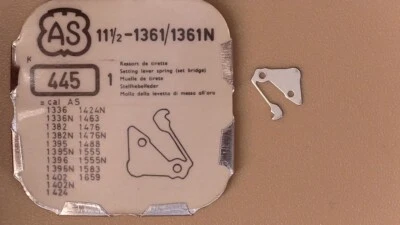 AS
11½-1361/1361N
445
1
Ressort de tirette
Setting lever spring (set bridge)
Muelle de tirete
Stellhebelfeder
Molla della levetta di messa all'ora
= cal AS
1336 1424N
1336N 1463
1382 1476
1382N 1476N
1395 1488
1395N 1555
1396 1555N
1396N 1583
1402 1659
1402N
1424